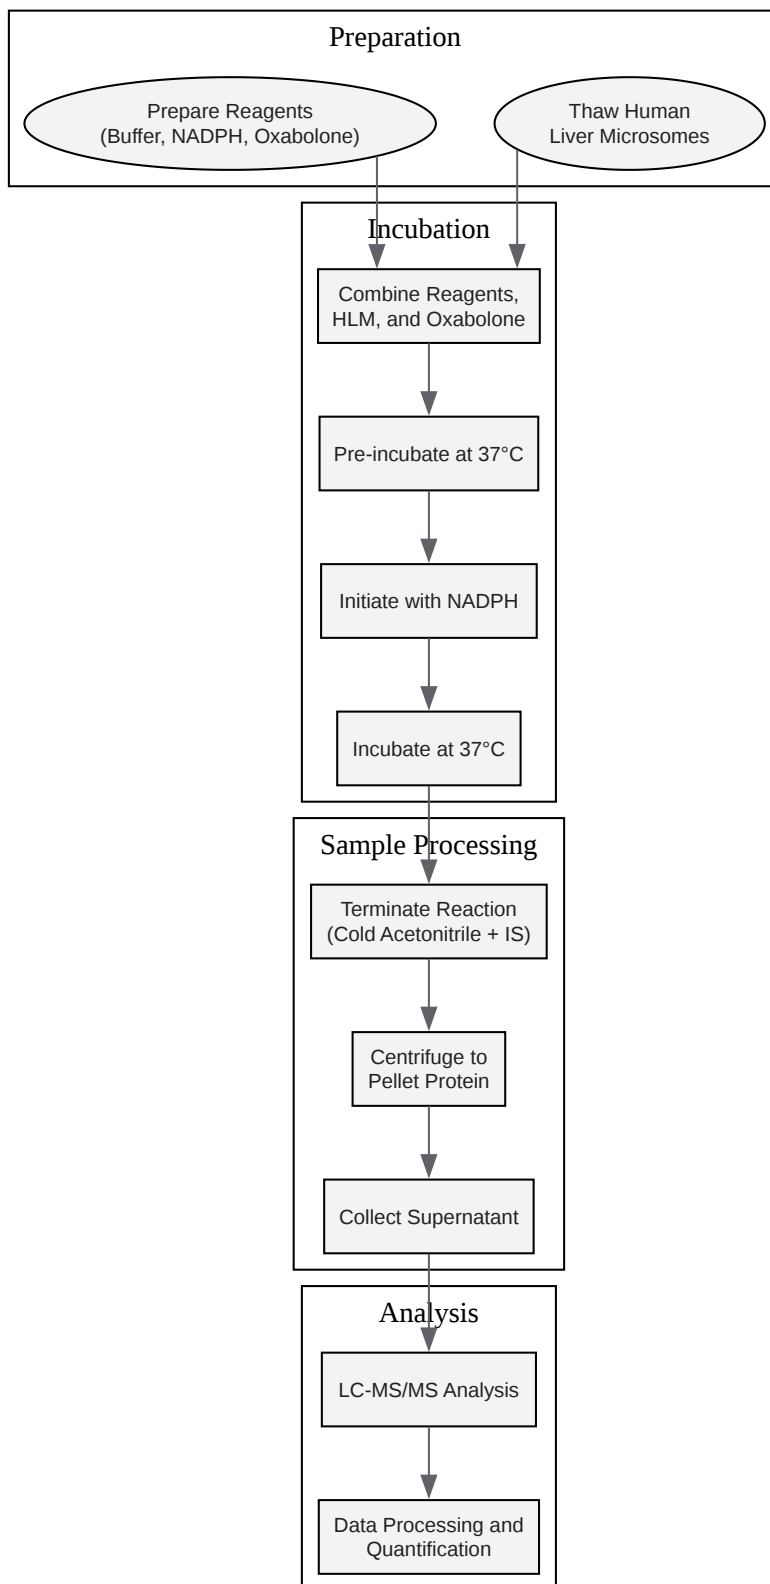 Preparation
Prepare Reagents
(Buffer, NADPH, Oxabolone)
Thaw Human
Liver Microsomes
Incubation
Combine Reagents,
HLM, and Oxabolone
Pre-incubate at 37°C
Initiate with NADPH
Incubate at 37°C
Sample Processing
Terminate Reaction
(Cold Acetonitrile + IS)
Centrifuge to
Pellet Protein
Collect Supernatant
Analysis
LC-MS/MS Analysis
Data Processing and
Quantification